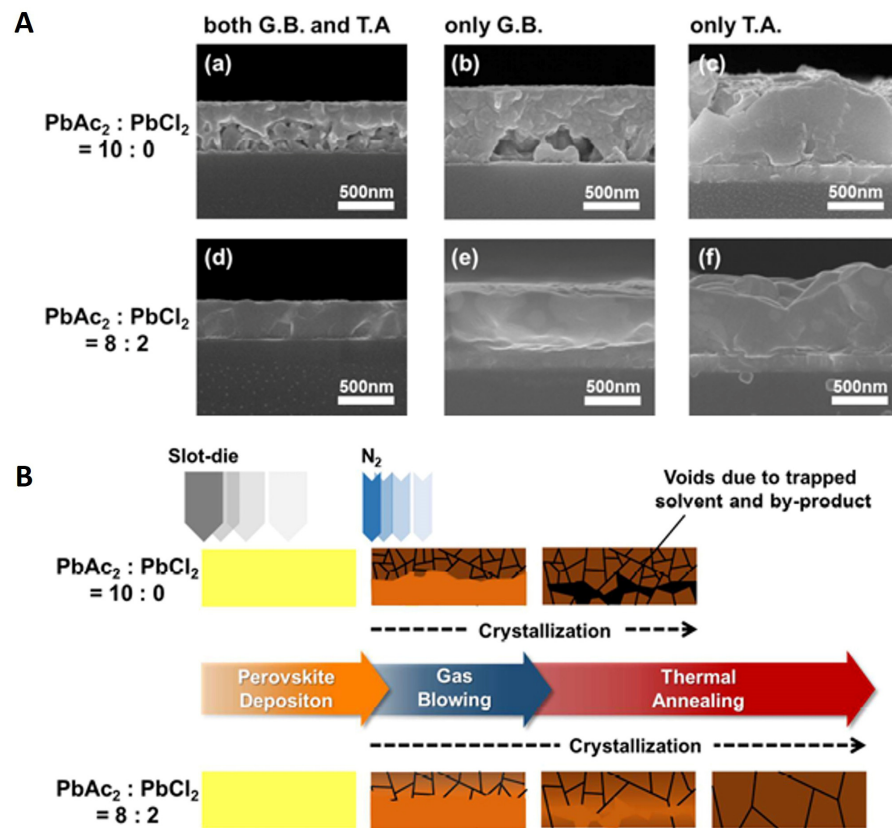 A
both G.B. and T.A
only G.B.
only T.A.
PbAc2 : PbCl2
= 10 : 0
(a)
500nm
(b)
500nm
(c)
500nm
PbAc2 : PbCl2
= 8 : 2
(d)
500nm
(e)
500nm
(f)
500nm
B
Slot-die
N2
Voids due to trapped
solvent and by-product
PbAc2 : PbCl2
= 10 : 0
Crystallization
Perovskite
Depositon
Gas
Blowing
Thermal
Annealing
Crystallization
PbAc2 : PbCl2
= 8 : 2